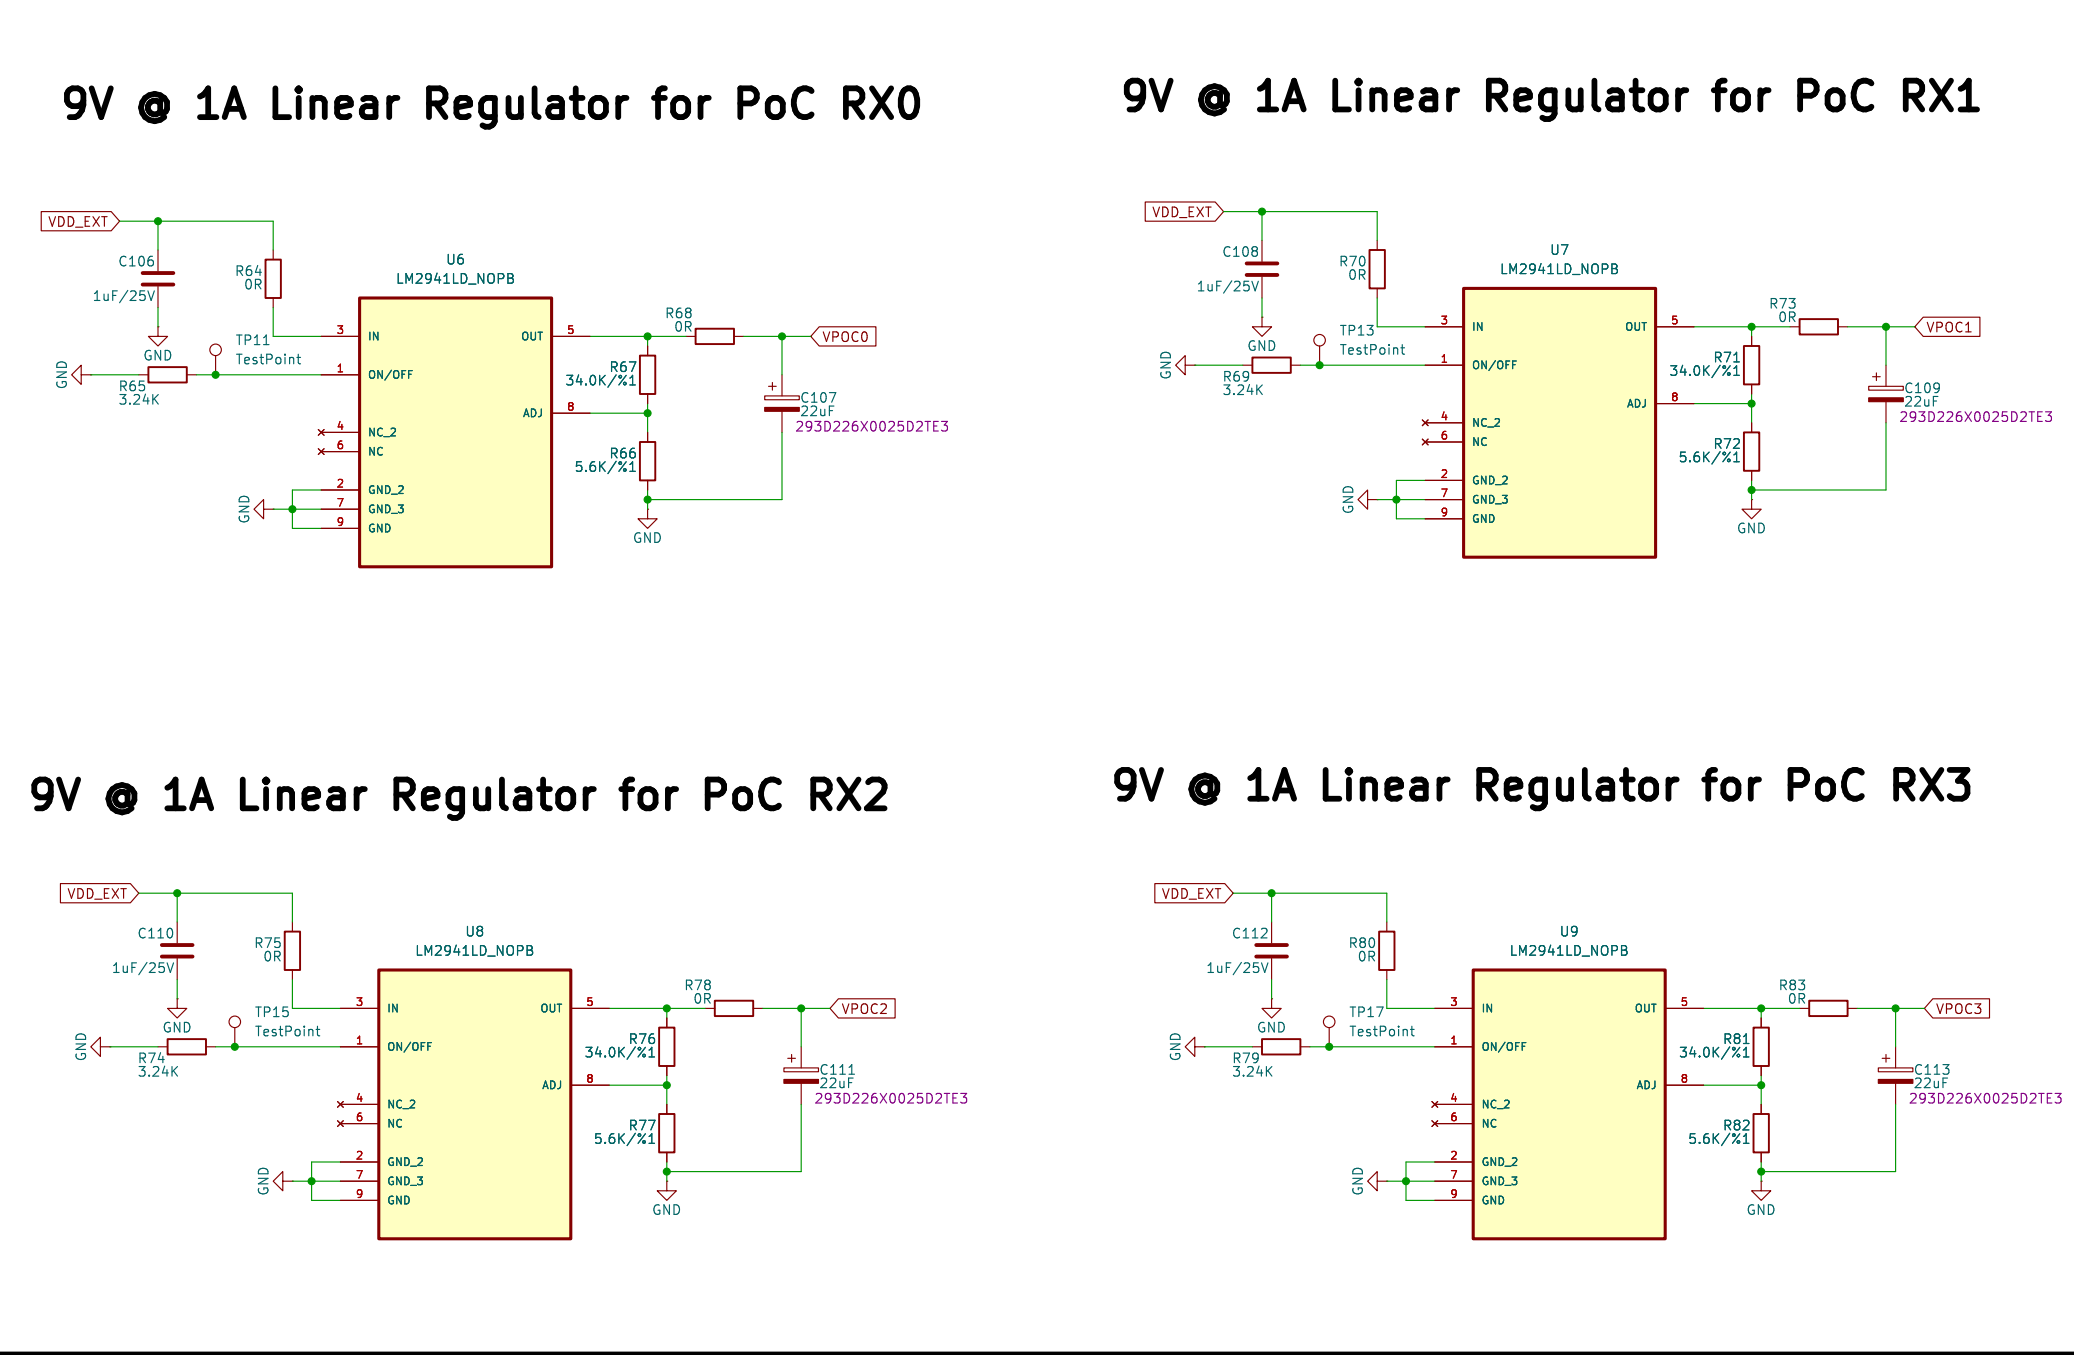 9V @ 1A Linear Regulator for PoC RX0
VDD_EXT
C106
1uF/25V
GND
R64
0R
TP11
TestPoint
GND
R65
3.24K
U6
LM2941LD_NOPB
3 IN
1 ON/OFF
4 NC_2
6 NC
2 GND_2
7 GND_3
9 GND
OUT 5
ADJ 8
GND
R68
0R
R67
34.0K/%1
R66
5.6K/%1
GND
VPOC0
+
C107
22uF
293D226X0025D2TE3
9V @ 1A Linear Regulator for PoC RX1
VDD_EXT
C108
1uF/25V
GND
R70
0R
TP13
TestPoint
GND
R69
3.24K
U7
LM2941LD_NOPB
3 IN
1 ON/OFF
4 NC_2
6 NC
2 GND_2
7 GND_3
9 GND
OUT 5
ADJ 8
GND
R73
0R
R71
34.0K/%1
R72
5.6K/%1
GND
VPOC1
+
C109
22uF
293D226X0025D2TE3
9V @ 1A Linear Regulator for PoC RX2
VDD_EXT
C110
1uF/25V
GND
R75
0R
TP15
TestPoint
GND
R74
3.24K
U8
LM2941LD_NOPB
3 IN
1 ON/OFF
4 NC_2
6 NC
2 GND_2
7 GND_3
9 GND
OUT 5
ADJ 8
GND
R78
0R
R76
34.0K/%1
R77
5.6K/%1
GND
VPOC2
+
C111
22uF
293D226X0025D2TE3
9V @ 1A Linear Regulator for PoC RX3
VDD_EXT
C112
1uF/25V
GND
R80
0R
TP17
TestPoint
GND
R79
3.24K
U9
LM2941LD_NOPB
3 IN
1 ON/OFF
4 NC_2
6 NC
2 GND_2
7 GND_3
9 GND
OUT 5
ADJ 8
GND
R83
0R
R81
34.0K/%1
R82
5.6K/%1
GND
VPOC3
+
C113
22uF
293D226X0025D2TE3